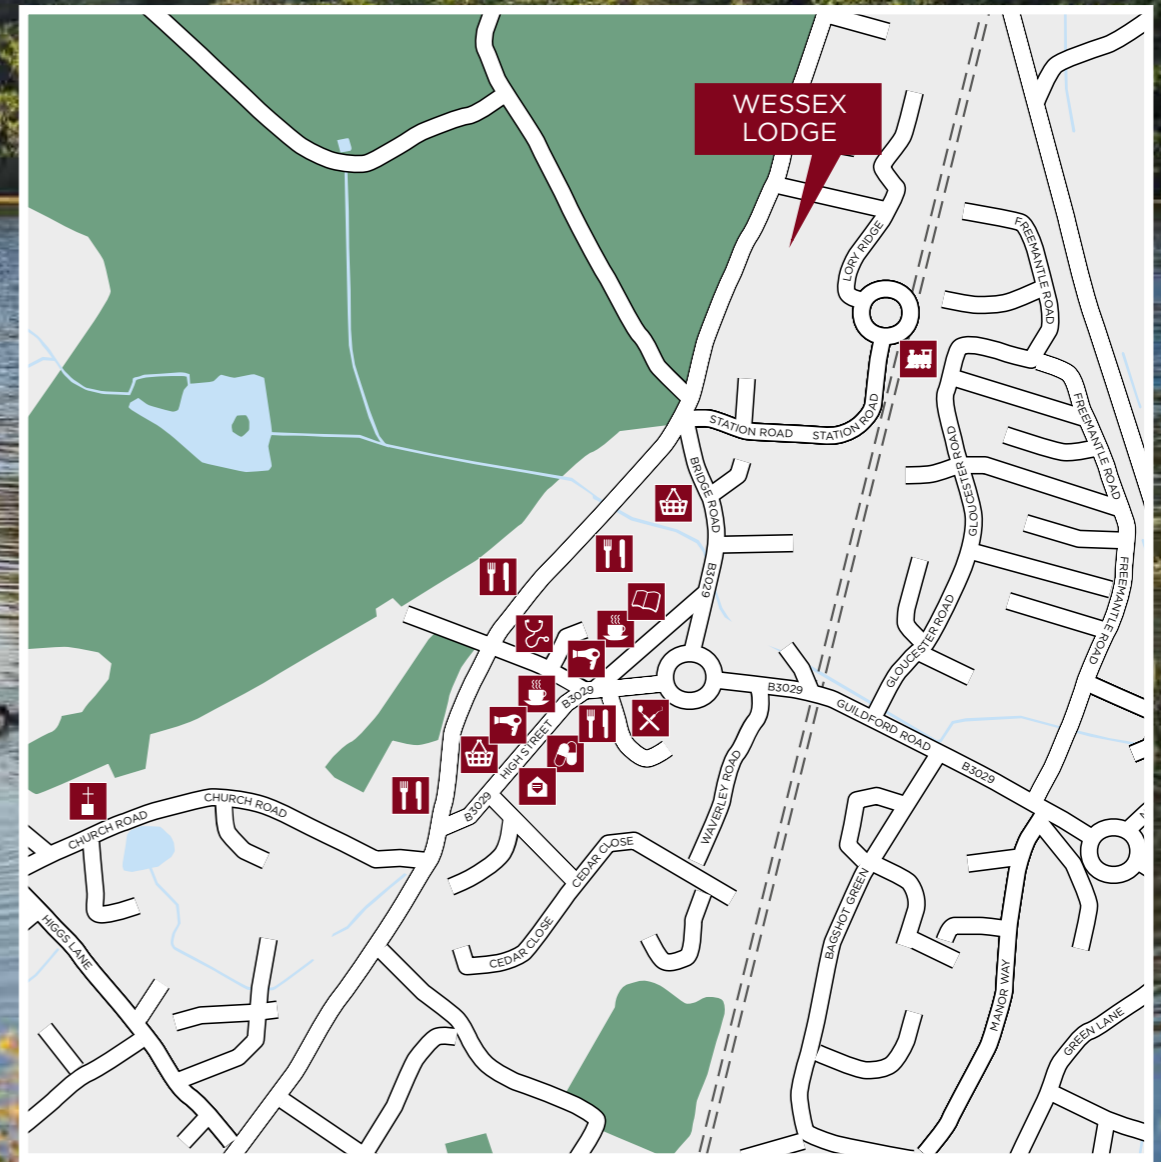 WESSEX
LODGE
LORY RIDGE
FREEMANTLE ROAD
STATION ROAD
STATION ROAD
FREEMANTLE ROAD
GLOUCESTER ROAD
BRIDGE ROAD
B3029
FREEMANTLE ROAD
GLOUCESTER ROAD
B3029
B3029
GUILDFORD ROAD
B3029
HIGH STREET
B3029
WAVERLEY ROAD
CHURCH ROAD
CHURCH ROAD
CEDAR CLOSE
CEDAR CLOSE
BAGSHOT GREEN
HIGGS LANE
MANOR WAY
GREEN LANE